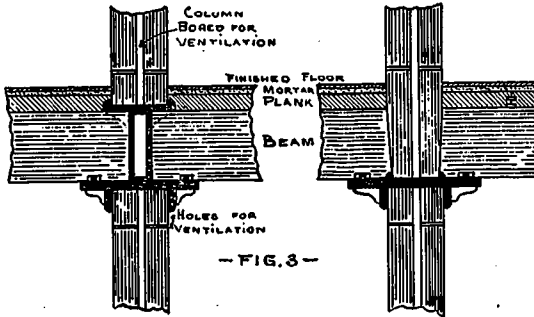 COLUMN
BORED FOR
VENTILATION
FINISHED FLOOR
MORTAR
PLANK
BEAM
HOLES FOR
VENTILATION
— FIG. 3 —